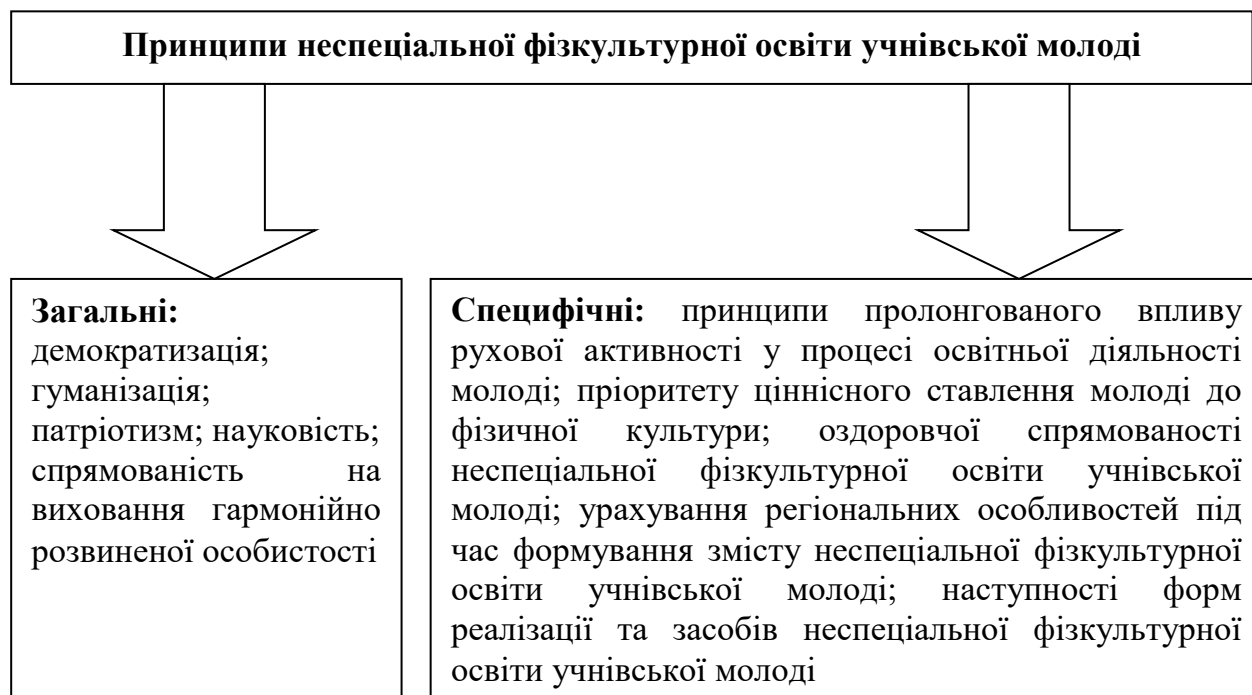 Принципи неспеціальної фізкультурної освіти учнівської молоді
Загальні:
демократизація;
гуманізація;
патріотизм; науковість;
спрямованість на
виховання гармонійно
розвиненої особистості
Специфічні: принципи пролонгованого впливу
рухової активності у процесі освітньої діяльності
молоді; пріоритету ціннісного ставлення молоді до
фізичної культури; оздоровчої спрямованості
неспеціальної фізкультурної освіти учнівської
молоді; урахування регіональних особливостей під
час формування змісту неспеціальної фізкультурної
освіти учнівської молоді; наступності форм
реалізації та засобів неспеціальної фізкультурної
освіти учнівської молоді